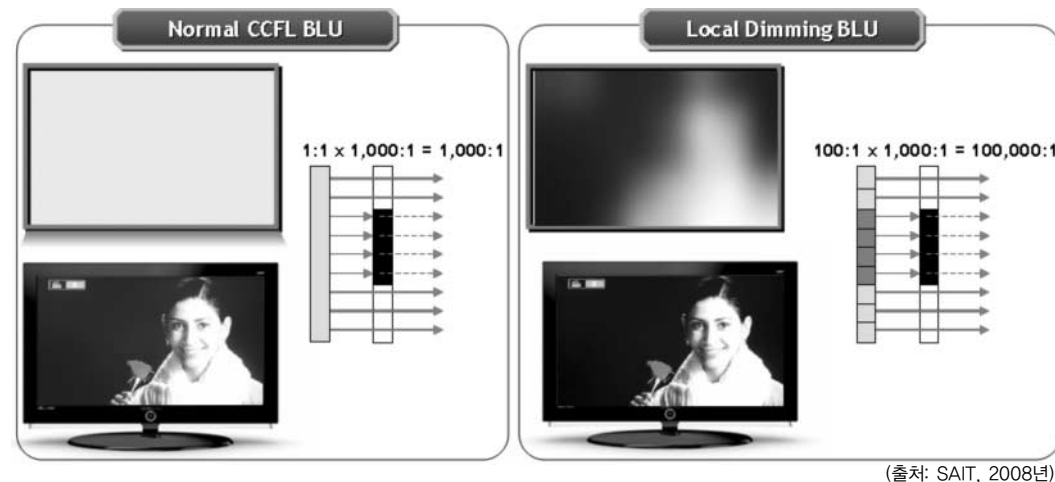 Normal CCFL BLU
1:1 x 1,000:1 = 1,000:1
Local Dimming BLU
100:1 x 1,000:1 = 100,000:1
(출처: SAIT, 2008년)